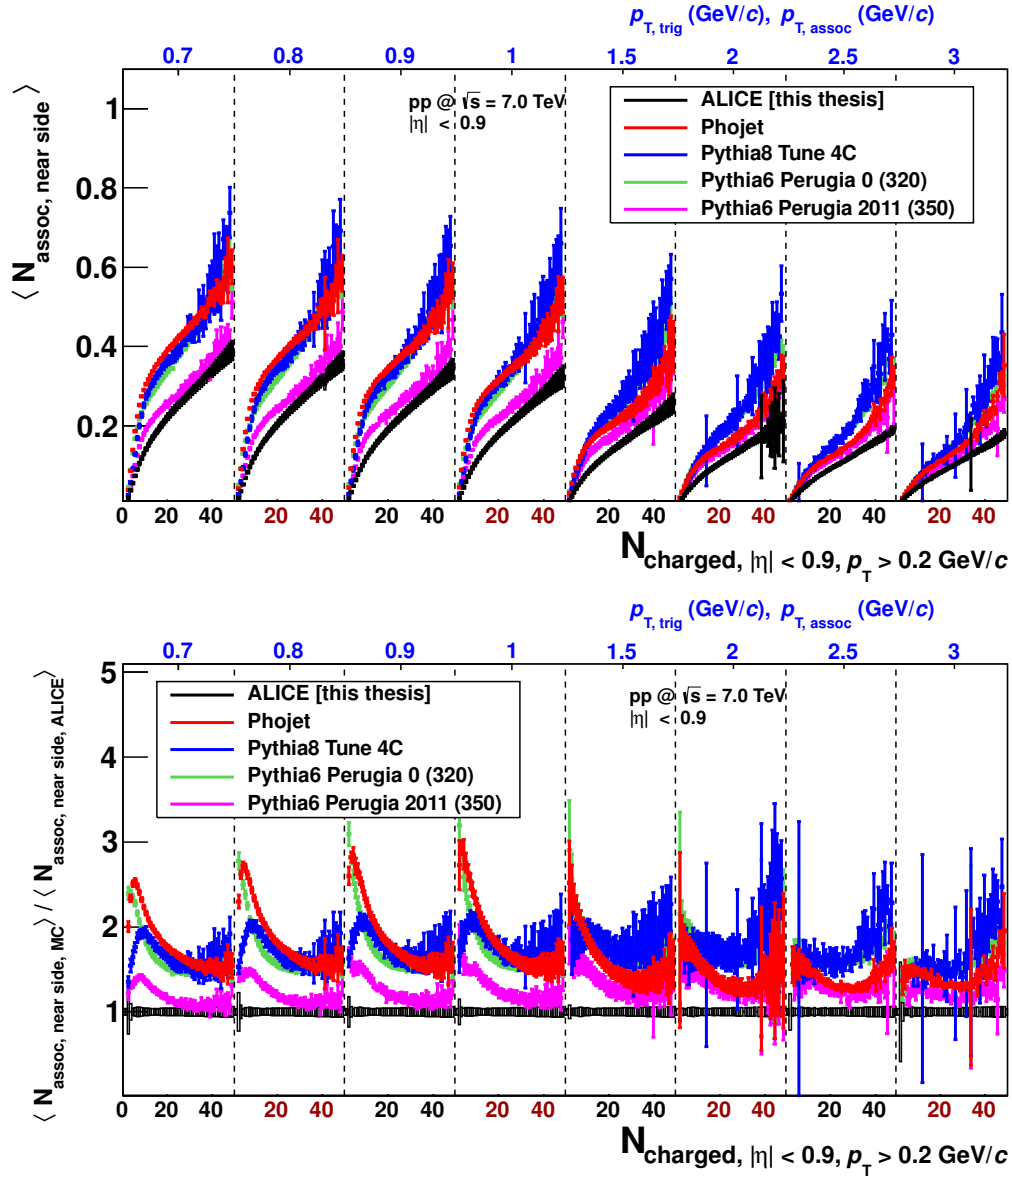 p_T, trig (GeV/c), p_T, assoc (GeV/c)
0.7 0.8 0.9 1 1.5 2 2.5 3
⟨ N_assoc, near side ⟩
1
0.8
0.6
0.4
0.2
pp @ √s = 7.0 TeV
|η| < 0.9
ALICE [this thesis]
Phojet
Pythia8 Tune 4C
Pythia6 Perugia 0 (320)
Pythia6 Perugia 2011 (350)
0 20 40 20 40 20 40 20 40 20 40 20 40 20 40 20 40
N_charged, |η| < 0.9, p_T > 0.2 GeV/c
p_T, trig (GeV/c), p_T, assoc (GeV/c)
0.7 0.8 0.9 1 1.5 2 2.5 3
⟨ N_assoc, near side, MC ⟩ / ⟨ N_assoc, near side, ALICE ⟩
5
4
3
2
1
ALICE [this thesis]
Phojet
Pythia8 Tune 4C
Pythia6 Perugia 0 (320)
Pythia6 Perugia 2011 (350)
pp @ √s = 7.0 TeV
|η| < 0.9
0 20 40 20 40 20 40 20 40 20 40 20 40 20 40 20 40
N_charged, |η| < 0.9, p_T > 0.2 GeV/c